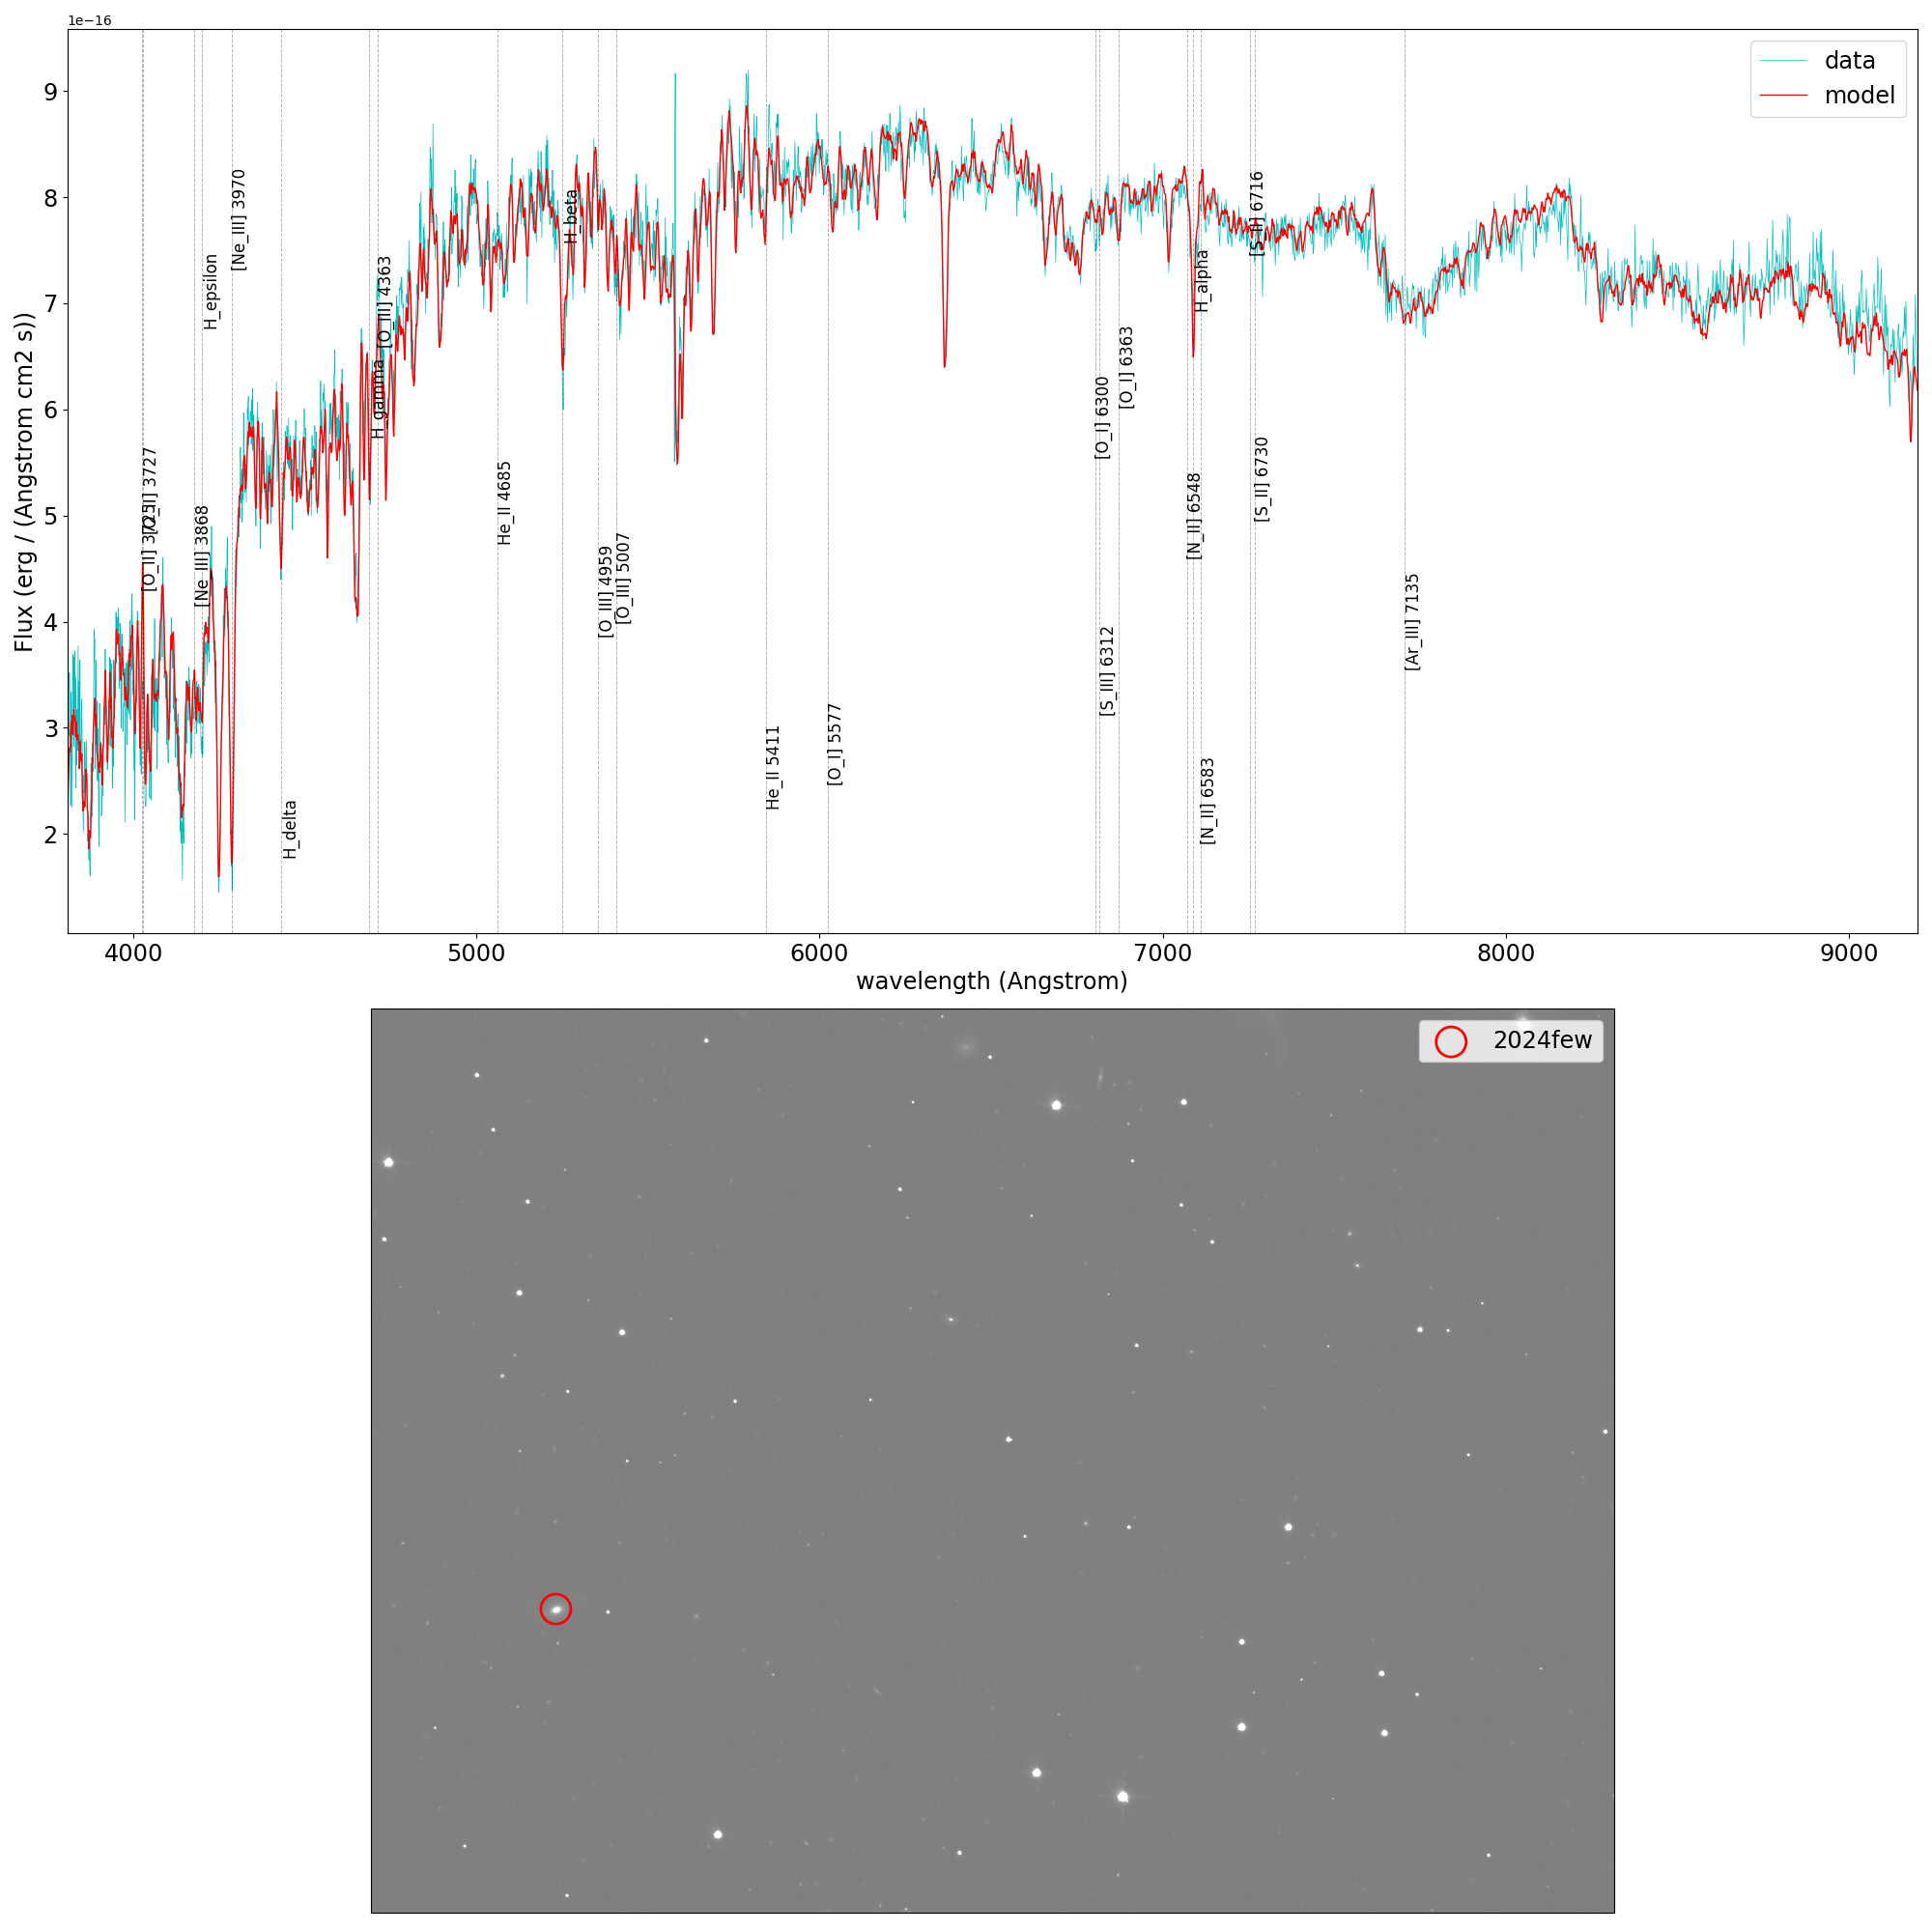 1e−16
data
model
9
8
7
6
5
4
3
2
Flux (erg / (Angstrom cm2 s))
[O_II] 3725
[O_II] 3727
[Ne_III] 3868
H_epsilon
[Ne_III] 3970
H_delta
H_gamma
[O_III] 4363
He_II 4685
H_beta
[O_III] 4959
[O_III] 5007
He_II 5411
[O_I] 5577
[O_I] 6300
[S_III] 6312
[O_I] 6363
[N_II] 6548
H_alpha
[N_II] 6583
[S_II] 6716
[S_II] 6730
[Ar_III] 7135
4000 5000 6000 7000 8000 9000
wavelength (Angstrom)
2024few